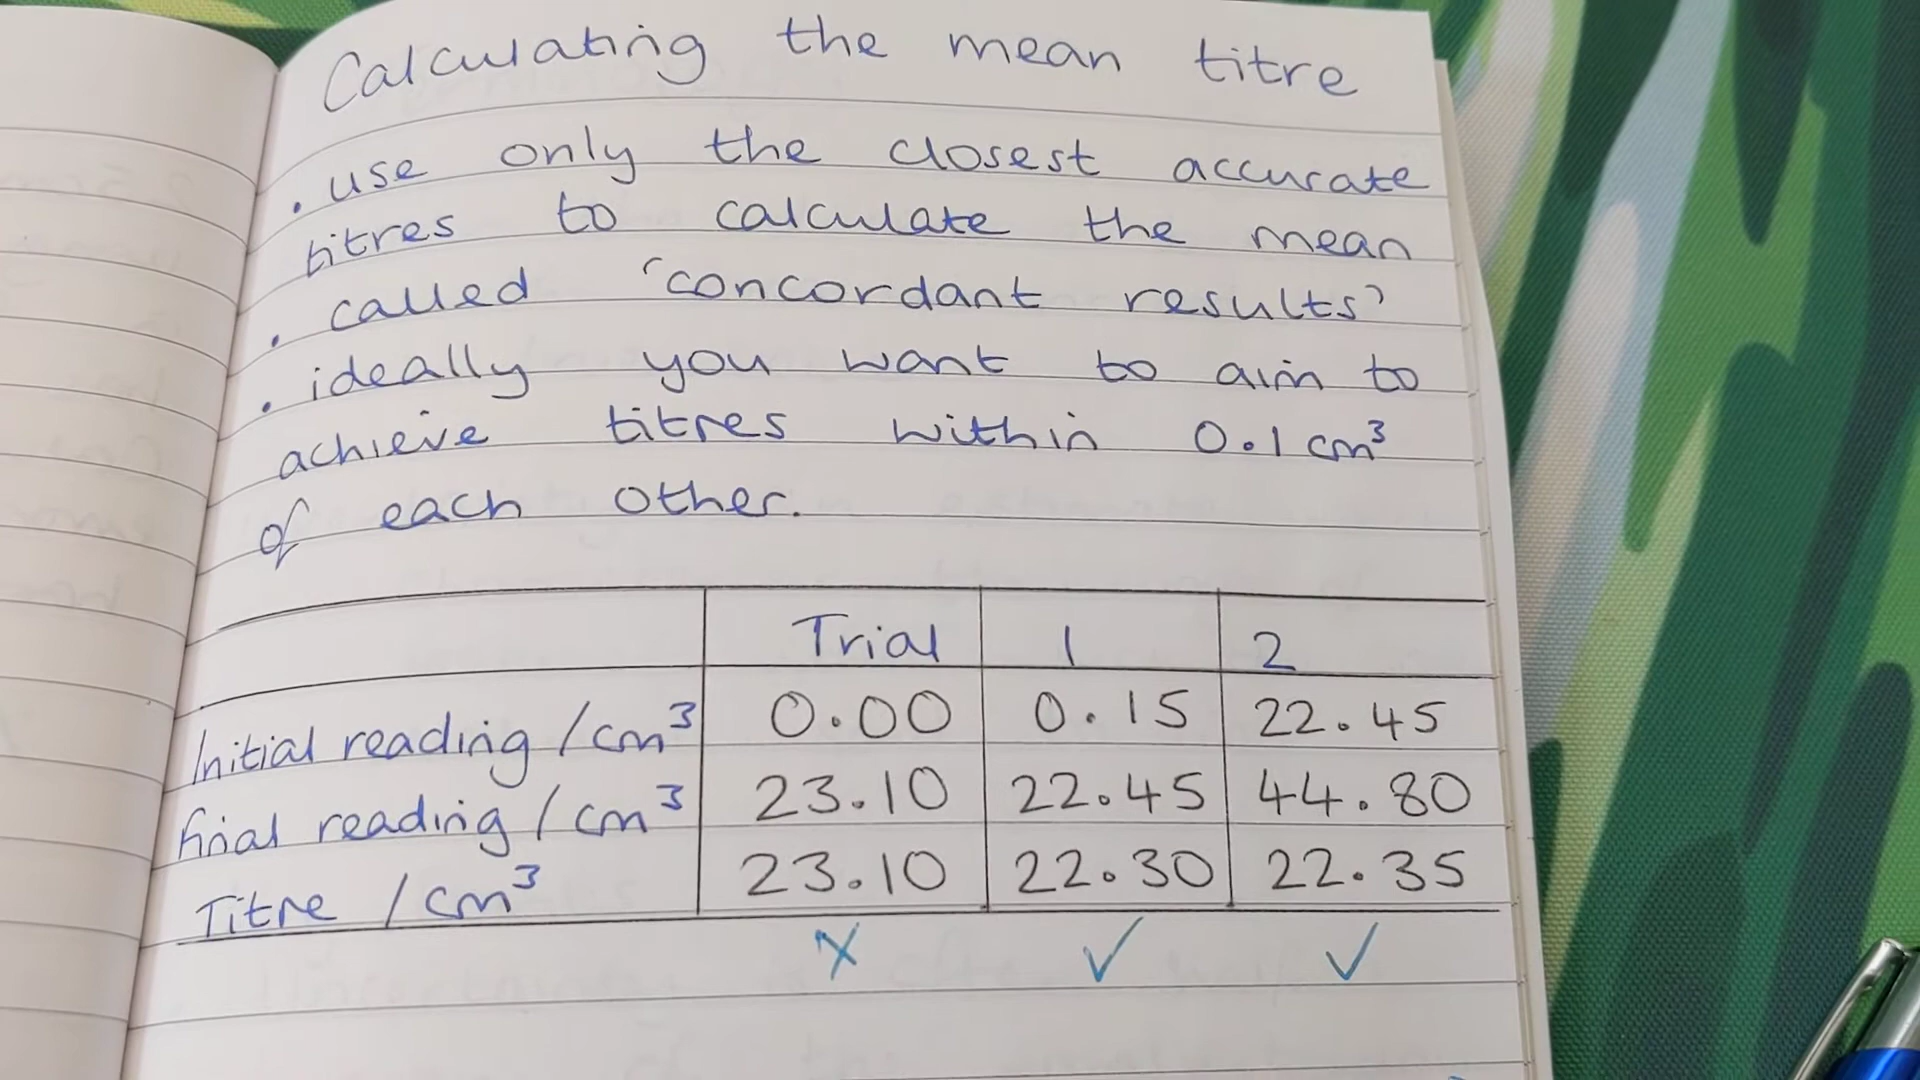 Calculating the mean titre
. use only the closest accurate
titres to calculate the mean
. called 'concordant results'
. ideally you want to aim to
achieve titres within 0.1 cm³
of each other.
Trial 1 2
Initial reading /cm³ 0.00 0.15 22.45
final reading /cm³ 23.10 22.45 44.80
Titre /cm³ 23.10 22.30 22.35
✗ ✓ ✓